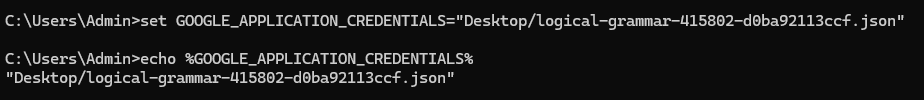 C:\Users\Admin>set GOOGLE_APPLICATION_CREDENTIALS="Desktop/logical-grammar-415802-d0ba92113ccf.json"
C:\Users\Admin>echo %GOOGLE_APPLICATION_CREDENTIALS%
"Desktop/logical-grammar-415802-d0ba92113ccf.json"